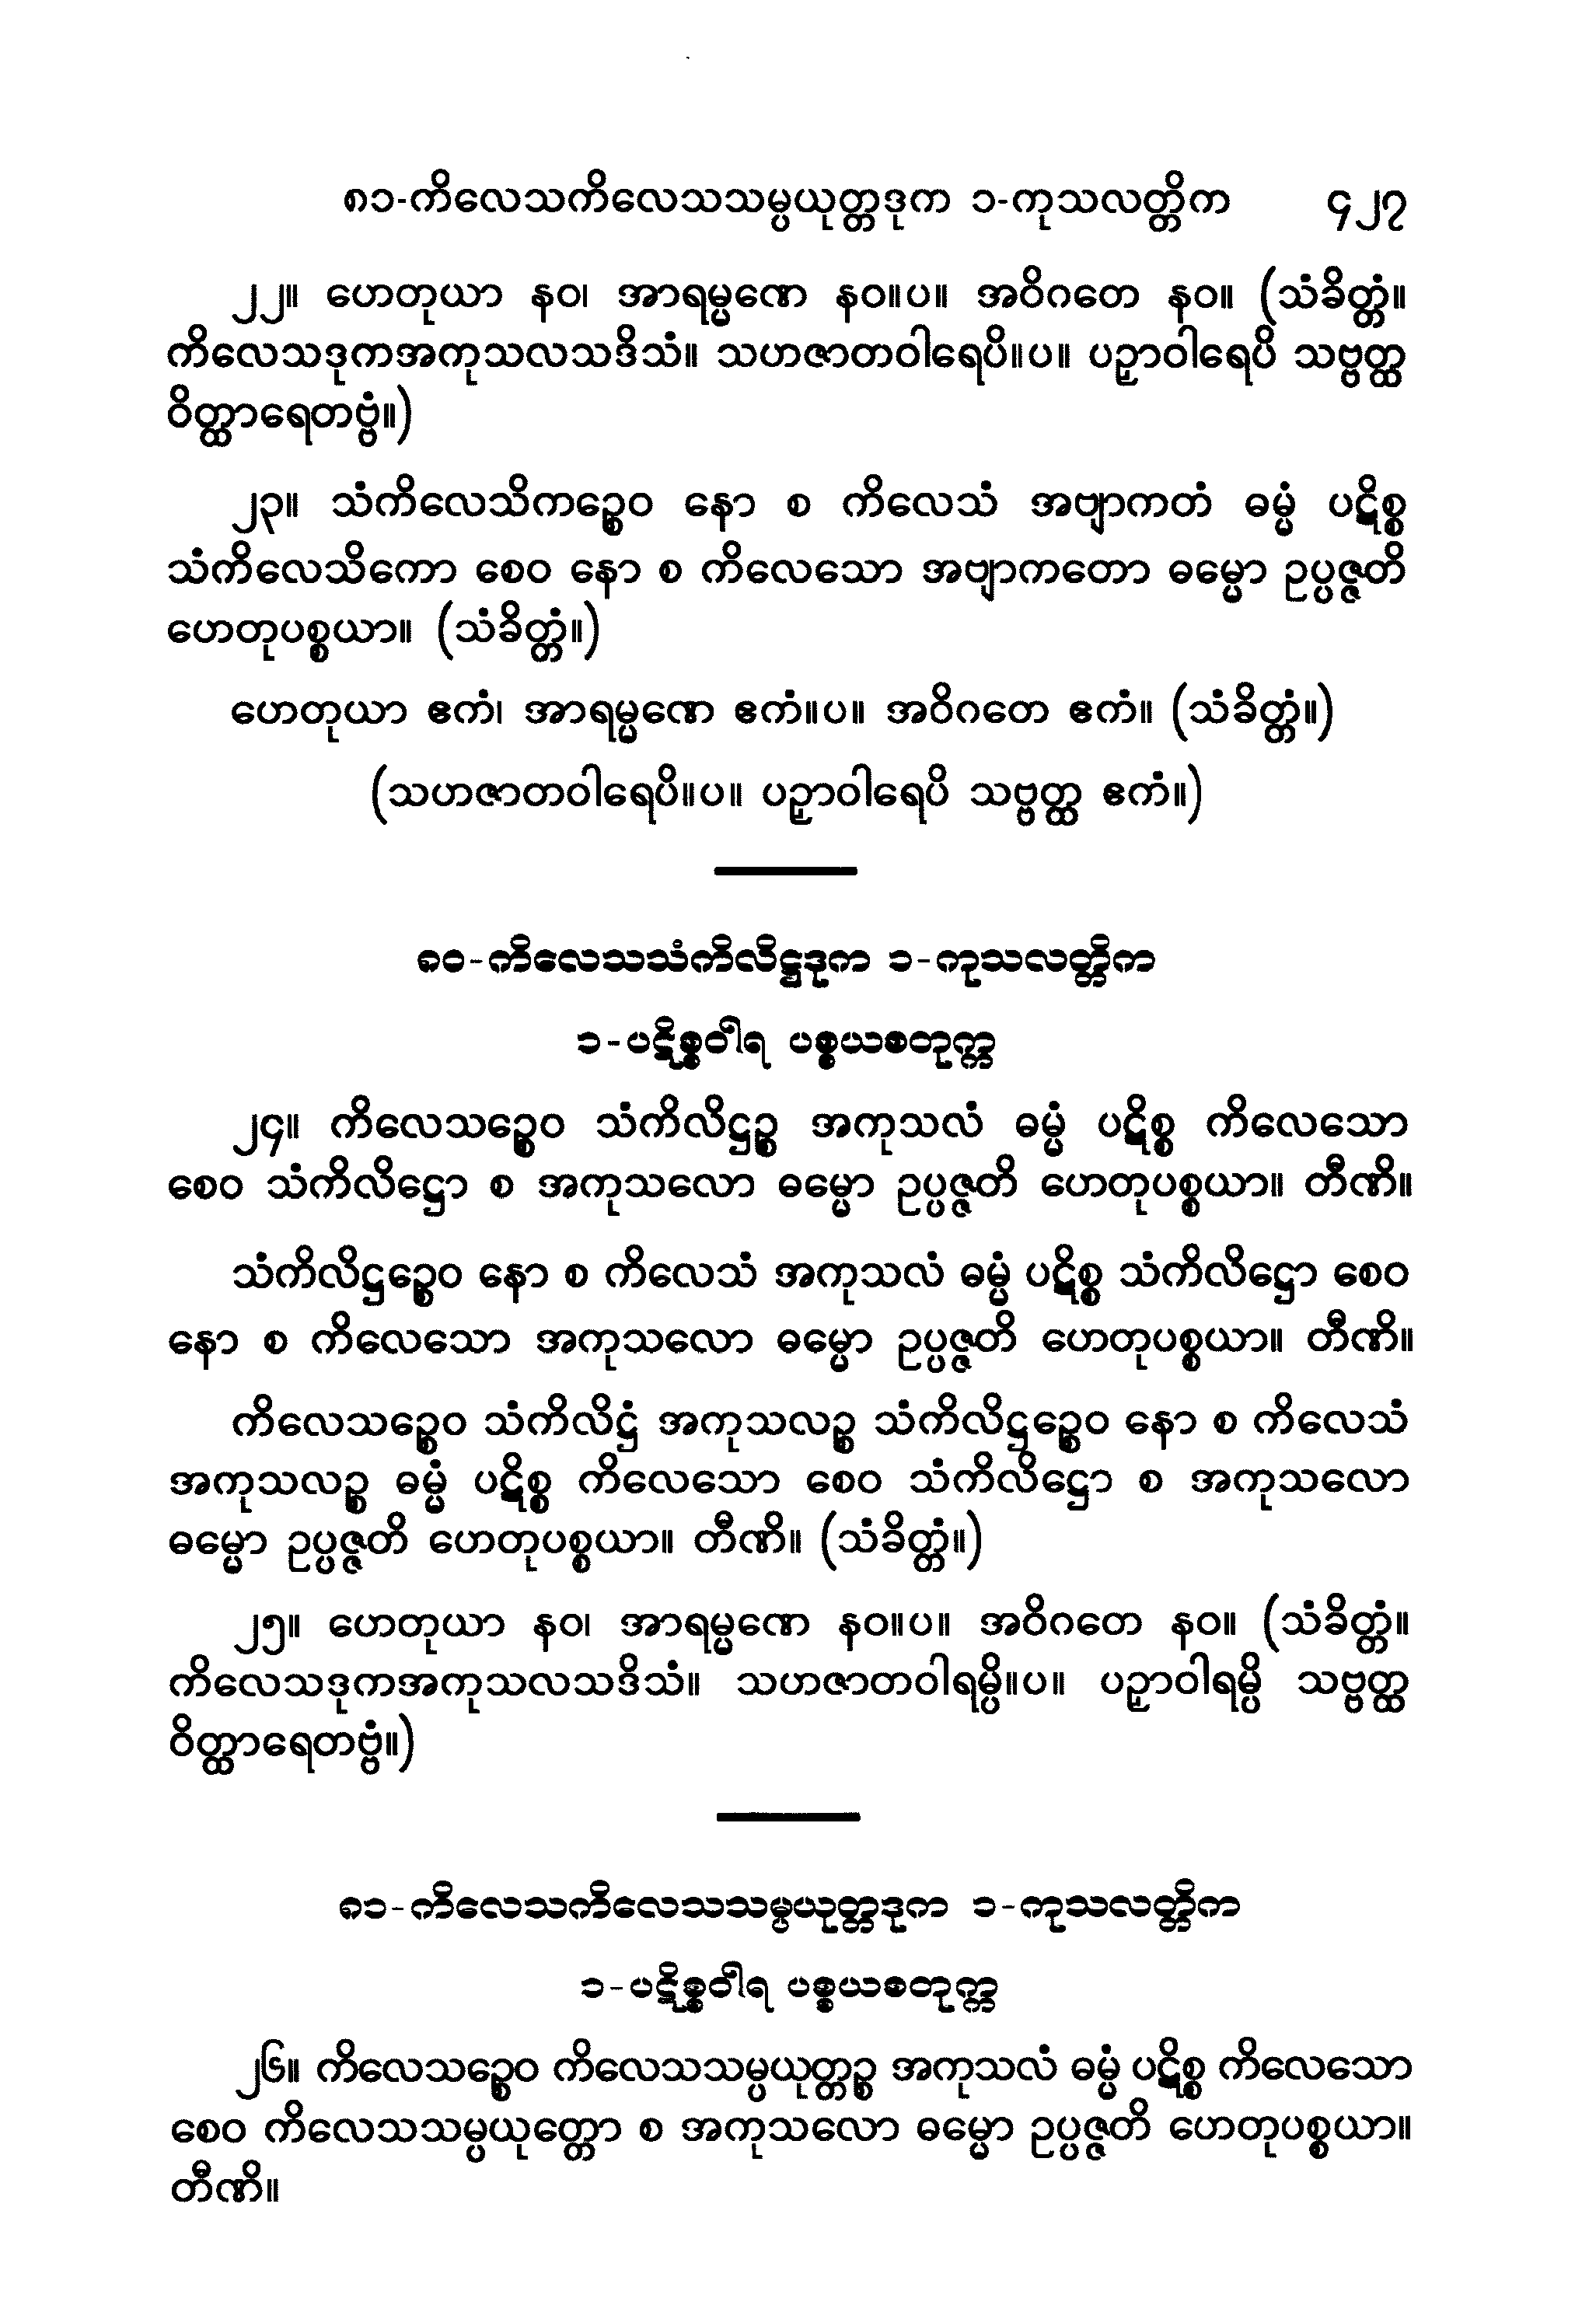 ၈၁-ကိလေသကိလေသသမ္ပယုတ္တဒုက ၁-ကုသလတ္တိက ၄၂၇
၂၂။ ဟေတုယာ နဝ၊ အာရမ္မဏေ နဝ။ပ။ အဝိဂတေ နဝ။ (သံခိတ္တံ။
ကိလေသဒုကအကုသလသဒိသံ။ သဟဇာတဝါရေပိ။ပ။ ပဉှာဝါရေပိ သဗ္ဗတ္ထ
ဝိတ္ထာရေတဗ္ဗံ။)
၂၃။ သံကိလေသိကဉ္စေဝ နော စ ကိလေသံ အဗျာကတံ ဓမ္မံ ပဋိစ္စ
သံကိလေသိကော စေဝ နော စ ကိလေသော အဗျာကတော ဓမ္မော ဥပ္ပဇ္ဇတိ
ဟေတုပစ္စယာ။ (သံခိတ္တံ။)
ဟေတုယာ ဧကံ၊ အာရမ္မဏေ ဧကံ။ပ။ အဝိဂတေ ဧကံ။ (သံခိတ္တံ။)
(သဟဇာတဝါရေပိ။ပ။ ပဉှာဝါရေပိ သဗ္ဗတ္ထ ဧကံ။)
၈၀-ကိလေသသံကိလိဋ္ဌဒုက ၁-ကုသလတ္တိက
၁-ပဋိစ္စဝါရ ပစ္စယစတုက္က
၂၄။ ကိလေသဉ္စေဝ သံကိလိဋ္ဌဉ္စ အကုသလံ ဓမ္မံ ပဋိစ္စ ကိလေသော
စေဝ သံကိလိဋ္ဌော စ အကုသလော ဓမ္မော ဥပ္ပဇ္ဇတိ ဟေတုပစ္စယာ။ တီဏိ။
သံကိလိဋ္ဌဉ္စေဝ နော စ ကိလေသံ အကုသလံ ဓမ္မံ ပဋိစ္စ သံကိလိဋ္ဌော စေဝ
နော စ ကိလေသော အကုသလော ဓမ္မော ဥပ္ပဇ္ဇတိ ဟေတုပစ္စယာ။ တီဏိ။
ကိလေသဉ္စေဝ သံကိလိဋ္ဌံ အကုသလဉ္စ သံကိလိဋ္ဌဉ္စေဝ နော စ ကိလေသံ
အကုသလဉ္စ ဓမ္မံ ပဋိစ္စ ကိလေသော စေဝ သံကိလိဋ္ဌော စ အကုသလော
ဓမ္မော ဥပ္ပဇ္ဇတိ ဟေတုပစ္စယာ။ တီဏိ။ (သံခိတ္တံ။)
၂၅။ ဟေတုယာ နဝ၊ အာရမ္မဏေ နဝ။ပ။ အဝိဂတေ နဝ။ (သံခိတ္တံ။
ကိလေသဒုကအကုသလသဒိသံ။ သဟဇာတဝါရမ္ပိ။ပ။ ပဉှာဝါရမ္ပိ သဗ္ဗတ္ထ
ဝိတ္ထာရေတဗ္ဗံ။)
၈၁-ကိလေသကိလေသသမ္ပယုတ္တဒုက ၁-ကုသလတ္တိက
၁-ပဋိစ္စဝါရ ပစ္စယစတုက္က
၂၆။ ကိလေသဉ္စေဝ ကိလေသသမ္ပယုတ္တဉ္စ အကုသလံ ဓမ္မံ ပဋိစ္စ ကိလေသော
စေဝ ကိလေသသမ္ပယုတ္တော စ အကုသလော ဓမ္မော ဥပ္ပဇ္ဇတိ ဟေတုပစ္စယာ။
တီဏိ။